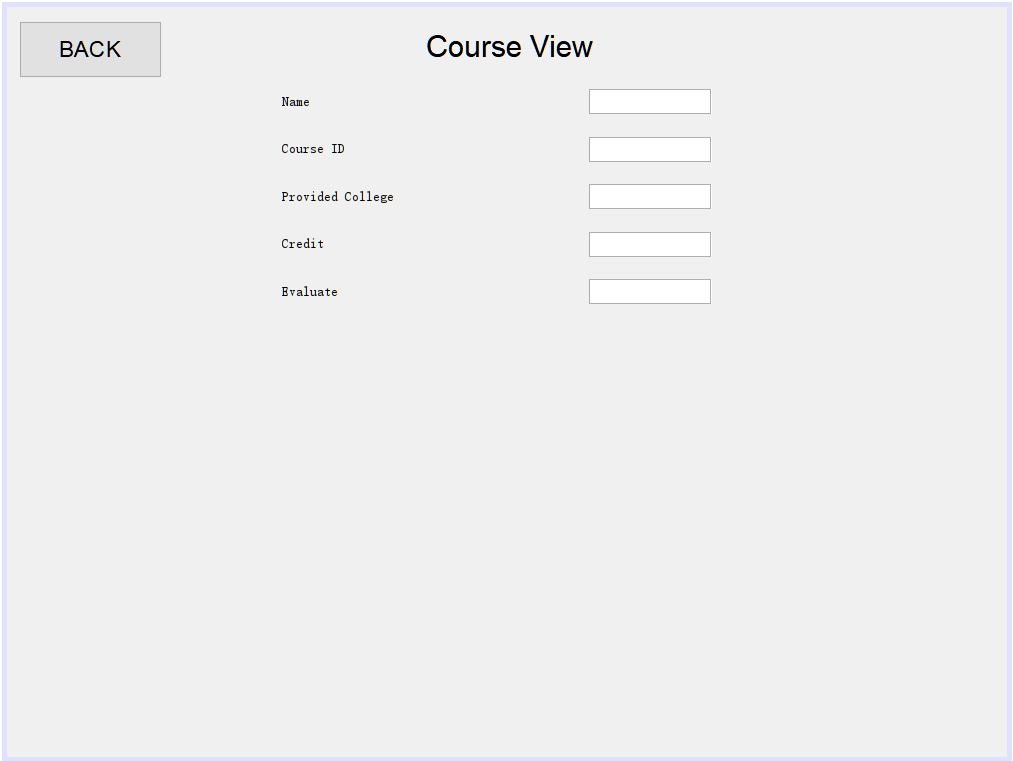 BACK
Course View
Name
Course ID
Provided College
Credit
Evaluate